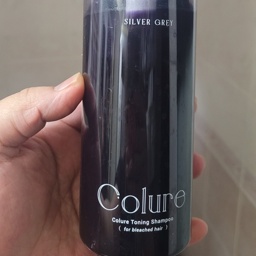 SILVER GREY
Colure
Colure Toning Shampoo
( for bleached hair )